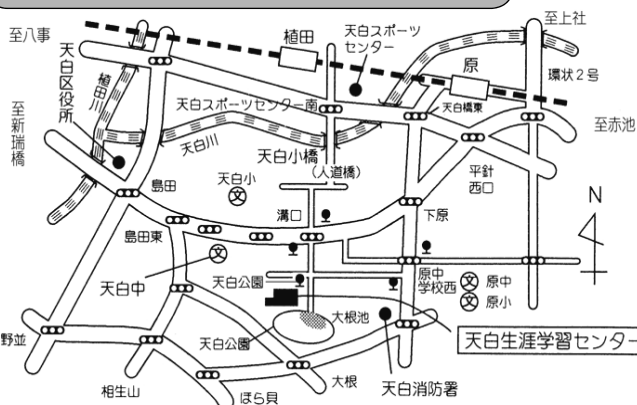 至八事
植田
天白スポーツ
センター
至上社
原
環状2号
天白区役所
植田川
天白スポーツセンター南
天白橋東
至赤池
至新瑞橋
天白川
天白小橋
(人道橋)
平針
西口
天白小
文
島田
溝口
下原
N
島田東
文
天白中
天白公園
原中
学校西
文 原中
文 原小
大根池
天白公園
天白生涯学習センター
野並
相生山
ほら貝
大根
天白消防署